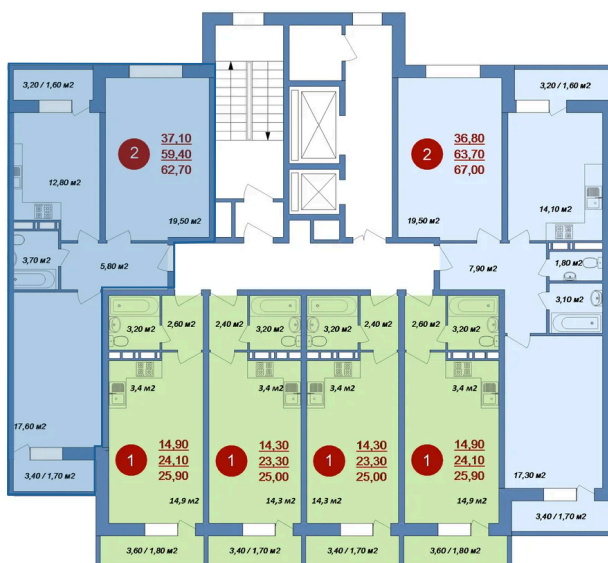 3,20 / 1,60 м2
3,20 / 1,60 м2
2
37,10
59,40
62,70
2
36,80
63,70
67,00
12,80 м2
19,50 м2
19,50 м2
14,10 м2
3,70 м2
5,80 м2
7,90 м2
1,80 м2
3,10 м2
3,20 м2
2,60 м2
2,40 м2
3,20 м2
3,20 м2
2,40 м2
2,60 м2
3,20 м2
3,4 м2
3,4 м2
3,4 м2
3,4 м2
17,60 м2
1
14,90
24,10
25,90
1
14,30
23,30
25,00
1
14,30
23,30
25,00
1
14,90
24,10
25,90
3,40 / 1,70 м2
14,9 м2
14,3 м2
14,3 м2
14,9 м2
17,30 м2
3,40 / 1,70 м2
3,60 / 1,80 м2
3,40 / 1,70 м2
3,40 / 1,70 м2
3,60 / 1,80 м2